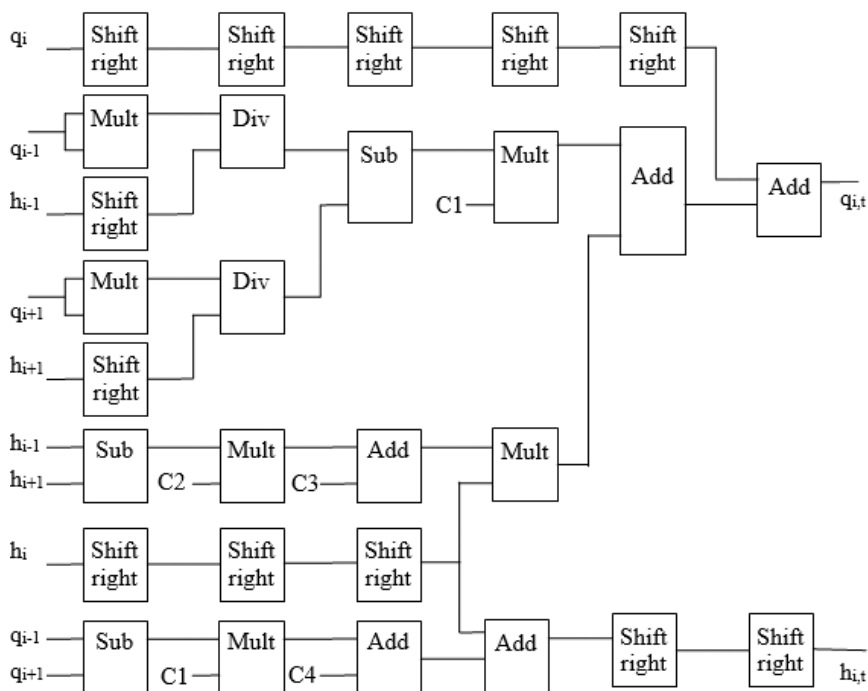 qi Shift right Shift right Shift right Shift right Shift right
qi-1 Mult Div Sub Mult Add Add qi,t
hi-1 Shift right C1
qi+1 Mult Div
hi+1 Shift right
hi-1 Sub Mult Add Mult
hi+1 C2 C3
hi Shift right Shift right Shift right
qi-1 Sub Mult Add Add Shift right Shift right
qi+1 C1 C4 hi,t